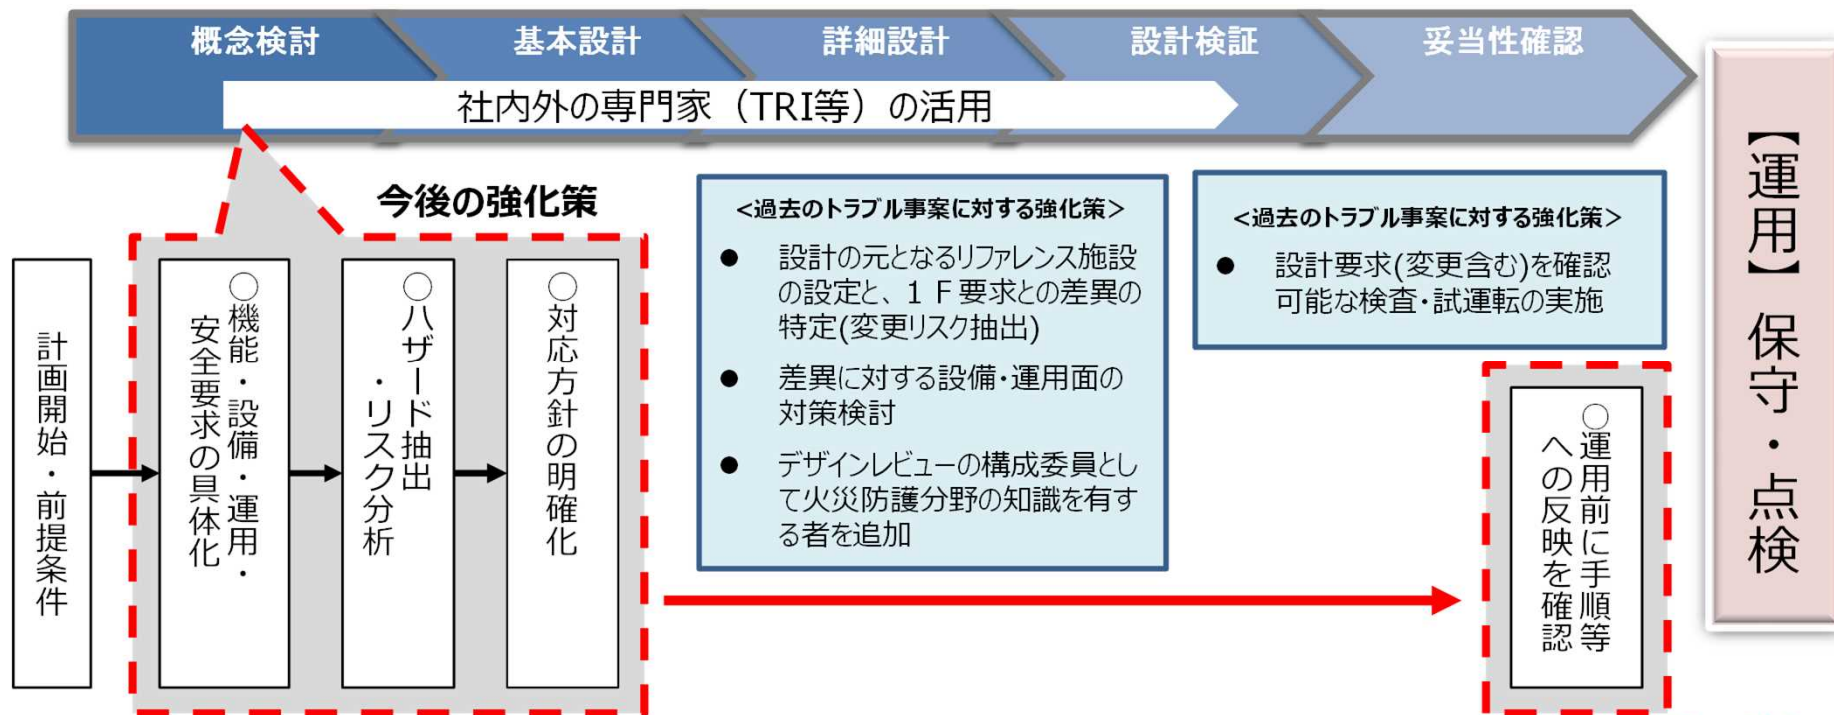 概念検討
基本設計
詳細設計
設計検証
妥当性確認
社内外の専門家（TRI等）の活用
今後の強化策
計画開始・前提条件
○機能・設備・運用・
安全要求の具体化
○ハザード抽出
・リスク分析
○対応方針の明確化
<過去のトラブル事案に対する強化策>
● 設計の元となるリファレンス施設
の設定と、１Ｆ要求との差異の
特定(変更リスク抽出)
● 差異に対する設備・運用面の
対策検討
● デザインレビューの構成委員とし
て火災防護分野の知識を有す
る者を追加
<過去のトラブル事案に対する強化策>
● 設計要求(変更含む)を確認
可能な検査・試運転の実施
○運用前に手順等
への反映を確認
【運用】保守・点検